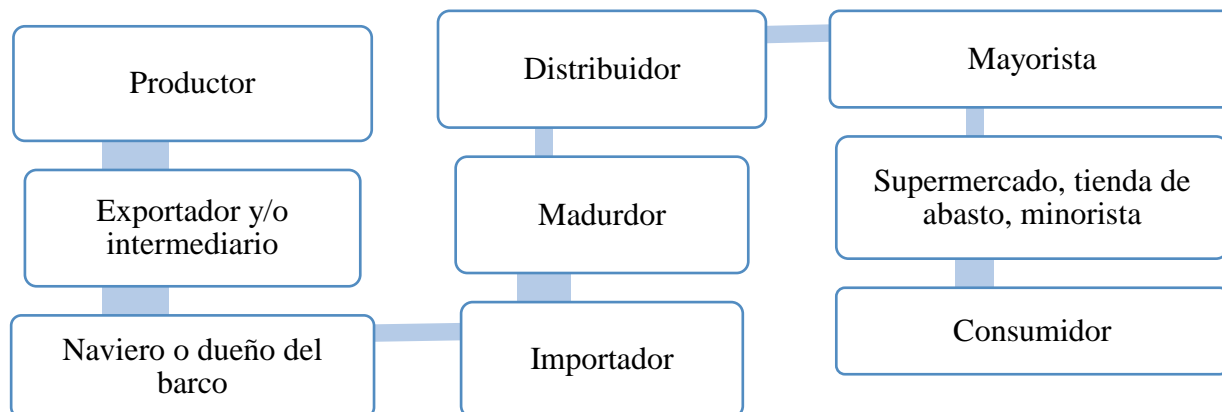 Productor
Exportador y/o
intermediario
Naviero o dueño del
barco
Importador
Madurdor
Distribuidor
Mayorista
Supermercado, tienda de
abasto, minorista
Consumidor